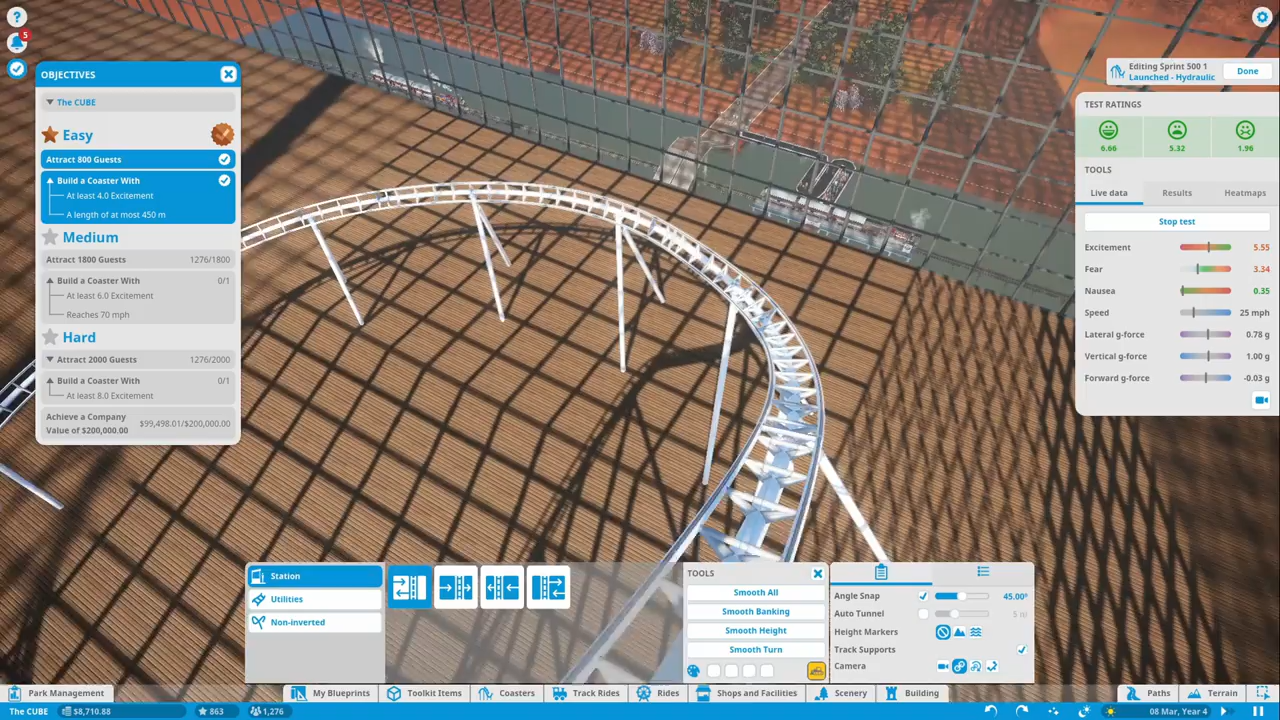 ?
5
OBJECTIVES
The CUBE
Easy
Attract 800 Guests
Build a Coaster With
At least 4.0 Excitement
A length of at most 450 m
Medium
Attract 1800 Guests 1276/1800
Build a Coaster With 0/1
At least 6.0 Excitement
Reaches 70 mph
Hard
Attract 2000 Guests 1276/2000
Build a Coaster With 0/1
At least 8.0 Excitement
Achieve a Company
Value of $200,000.00 $99,498.01/$200,000.00
Editing Sprint 500 1
Launched - Hydraulic
Done
TEST RATINGS
6.66 5.32 1.96
TOOLS
Live data Results Heatmaps
Stop test
Excitement 5.55
Fear 3.34
Nausea 0.35
Speed 25 mph
Lateral g-force 0.78 g
Vertical g-force 1.00 g
Forward g-force -0.03 g
Station
Utilities
Non-inverted
TOOLS
Smooth All
Smooth Banking
Smooth Height
Smooth Turn
Angle Snap 45.00°
Auto Tunnel 5 m
Height Markers
Track Supports
Camera
Park Management My Blueprints Toolkit Items Coasters Track Rides Rides Shops and Facilities Scenery Building Paths Terrain
The CUBE $8,710.88 863 1,276 08 Mar, Year 4